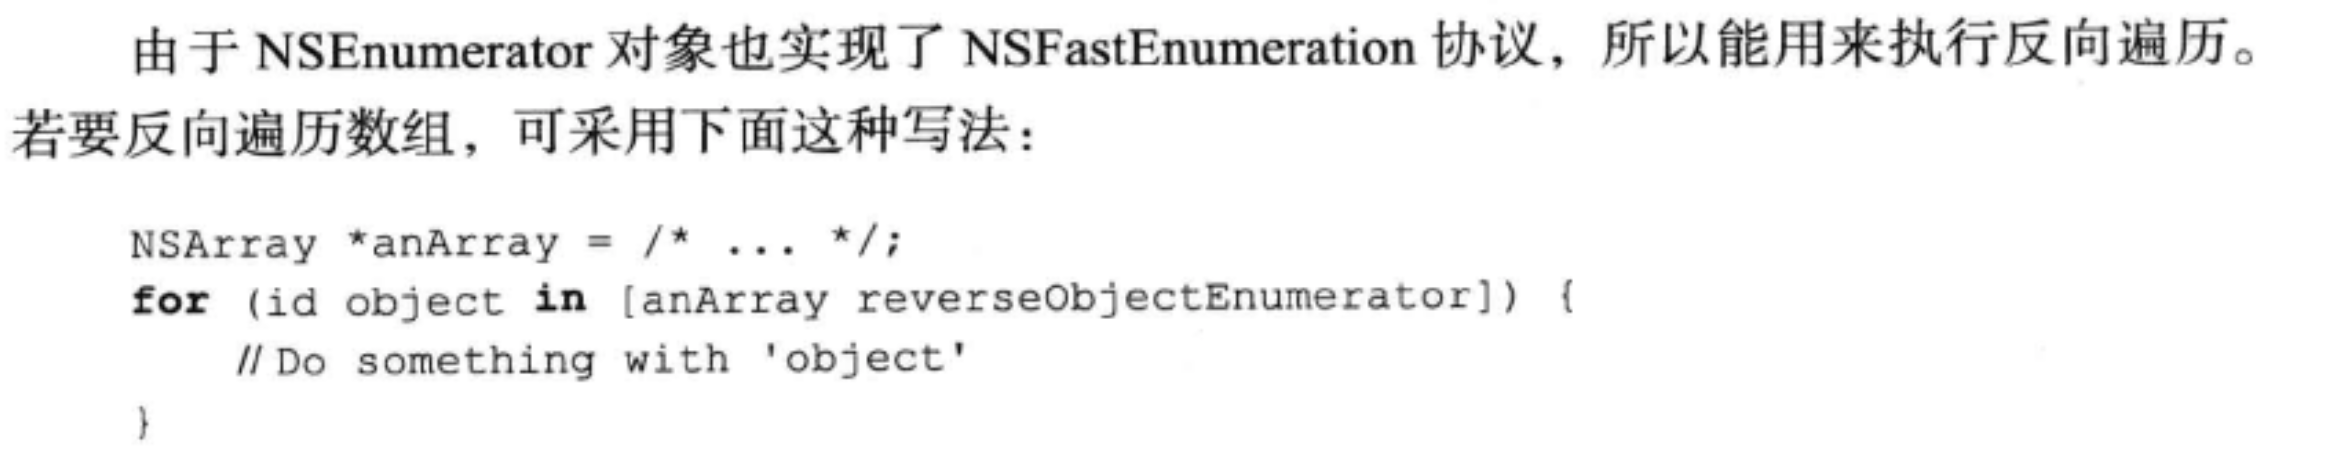 由于 NSEnumerator 对象也实现了 NSFastEnumeration 协议，所以能用来执行反向遍历。
若要反向遍历数组，可采用下面这种写法：
NSArray *anArray = /* ... */;
for (id object in [anArray reverseObjectEnumerator]) {
// Do something with 'object'
}